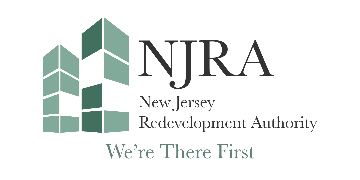 NJRA
New Jersey
Redevelopment Authority
We're There First